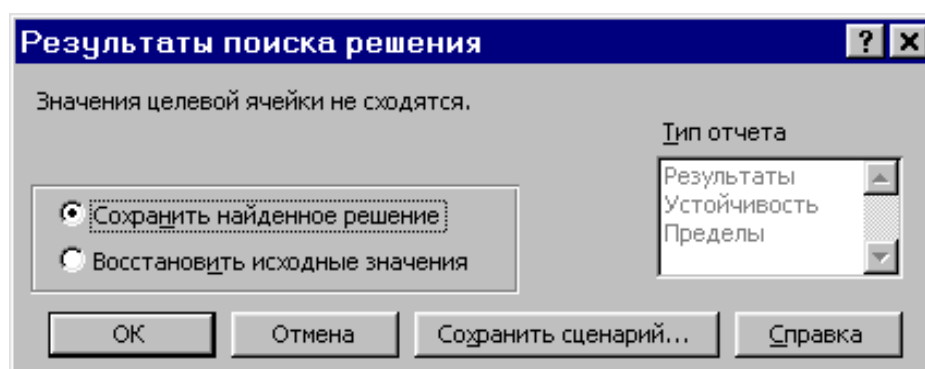 Результаты поиска решения
Значения целевой ячейки не сходятся.
Тип отчета
Результаты
Устойчивость
Пределы
Сохранить найденное решение
Восстановить исходные значения
ОК
Отмена
Сохранить сценарий...
Справка